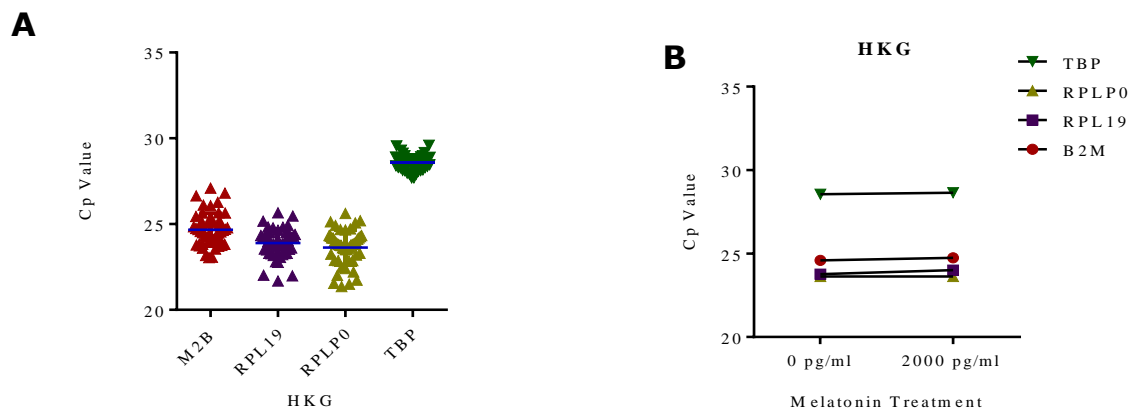 A
35
30
25
20
Cp Value
M2B
RPL19
RPLP0
TBP
HKG
B
HKG
35
30
25
20
Cp Value
0 pg/ml
2000 pg/ml
Melatonin Treatment
TBP
RPLP0
RPL19
B2M